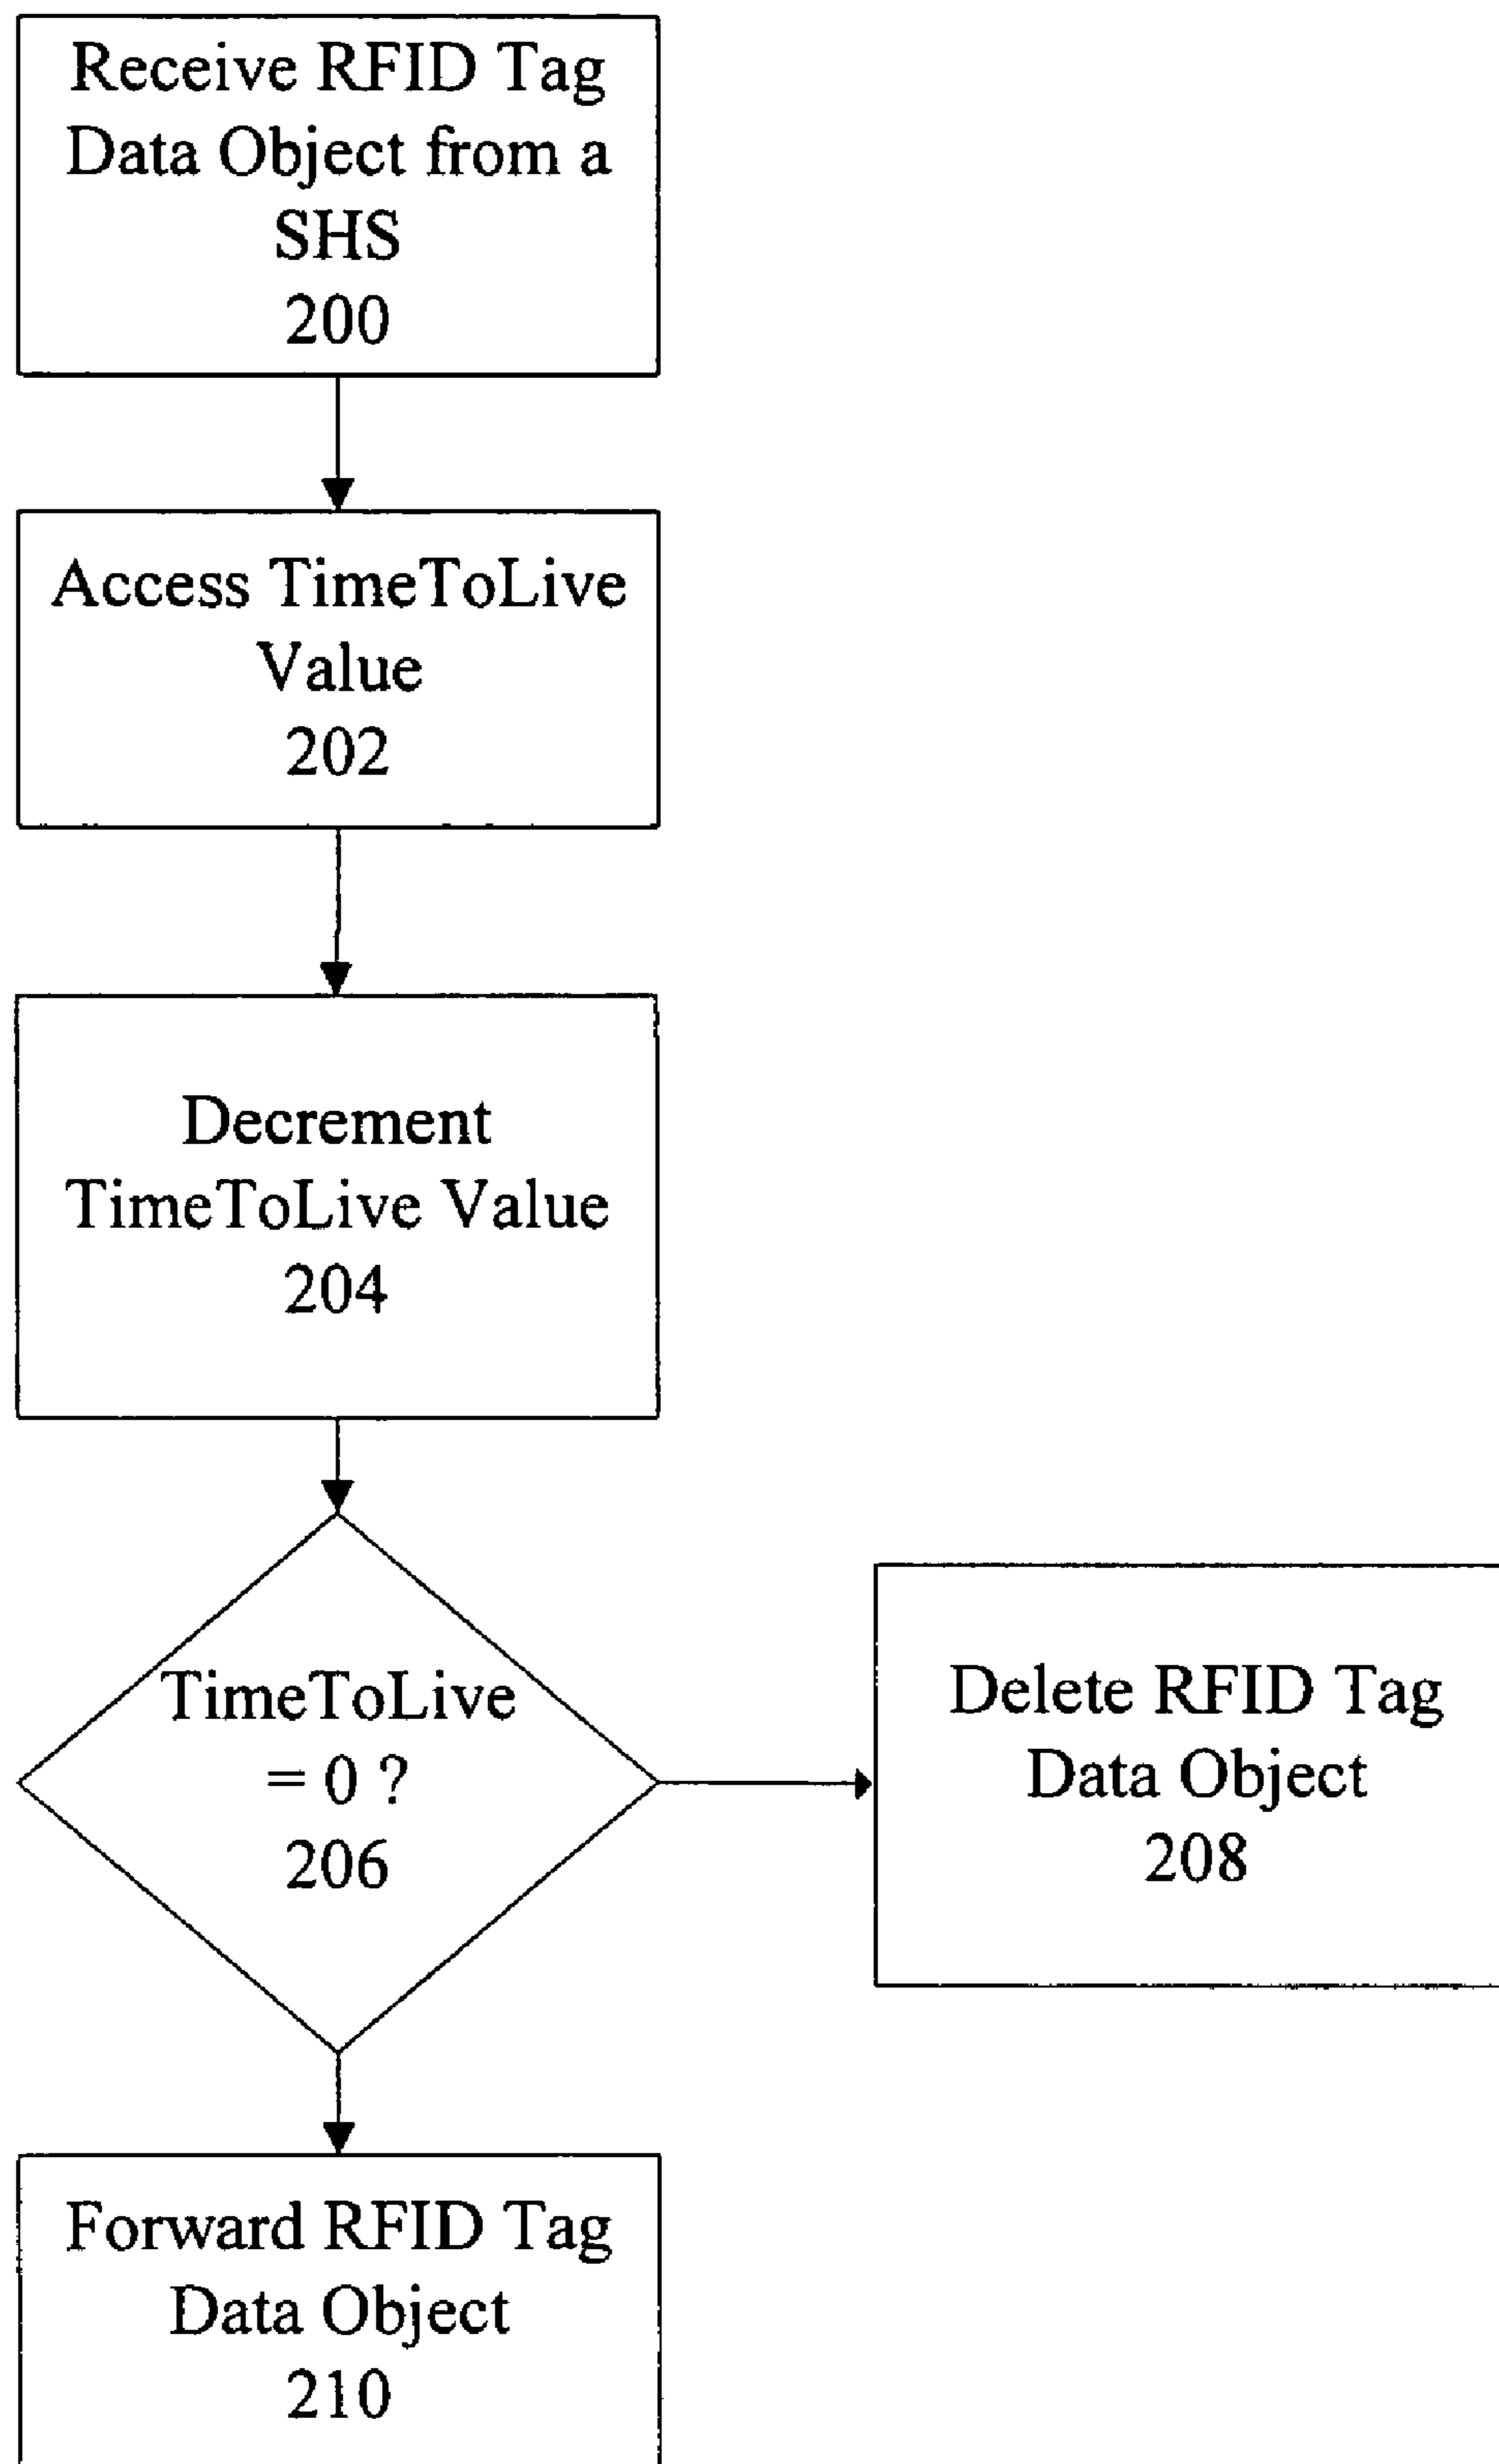 Receive RFID Tag
Data Object from a
SHS
200
Access TimeToLive
Value
202
Decrement
TimeToLive Value
204
TimeToLive
= 0 ?
206
Delete RFID Tag
Data Object
208
Forward RFID Tag
Data Object
210